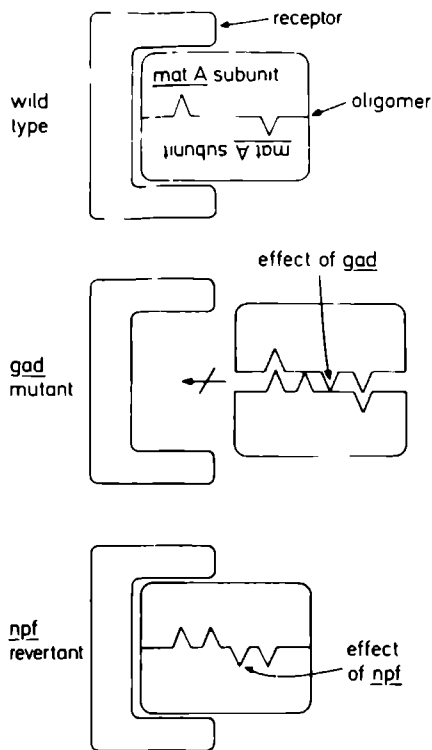 receptor
mat A subunit
wild
type
oligomer
mat A subunit
effect of gad
gad
mutant
npf
revertant
effect
of npf